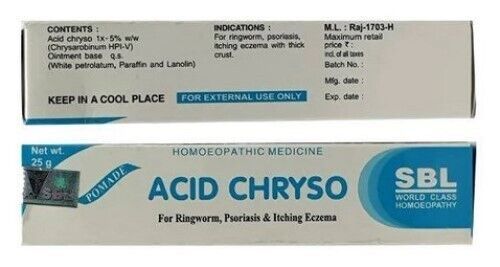 CONTENTS :
Acid chryso 1x- 5% w/w
(Chrysarobinum HPI-V)
Ointment base q.s.
(White petrolatum, Paraffin and Lanolin)
KEEP IN A COOL PLACE
INDICATIONS :
For ringworm, psoriasis,
itching eczema with thick
crust.
FOR EXTERNAL USE ONLY
M.L. : Raj-1703-H
Maximum retail
price ₹ :
incl. of all taxes
Batch No. :
Mfg. date :
Exp. date :
Net wt.
25 g
SBL
POMADE
HOMOEOPATHIC MEDICINE
ACID CHRYSO
For Ringworm, Psoriasis & Itching Eczema
SBL
WORLD CLASS
HOMOEOPATHY